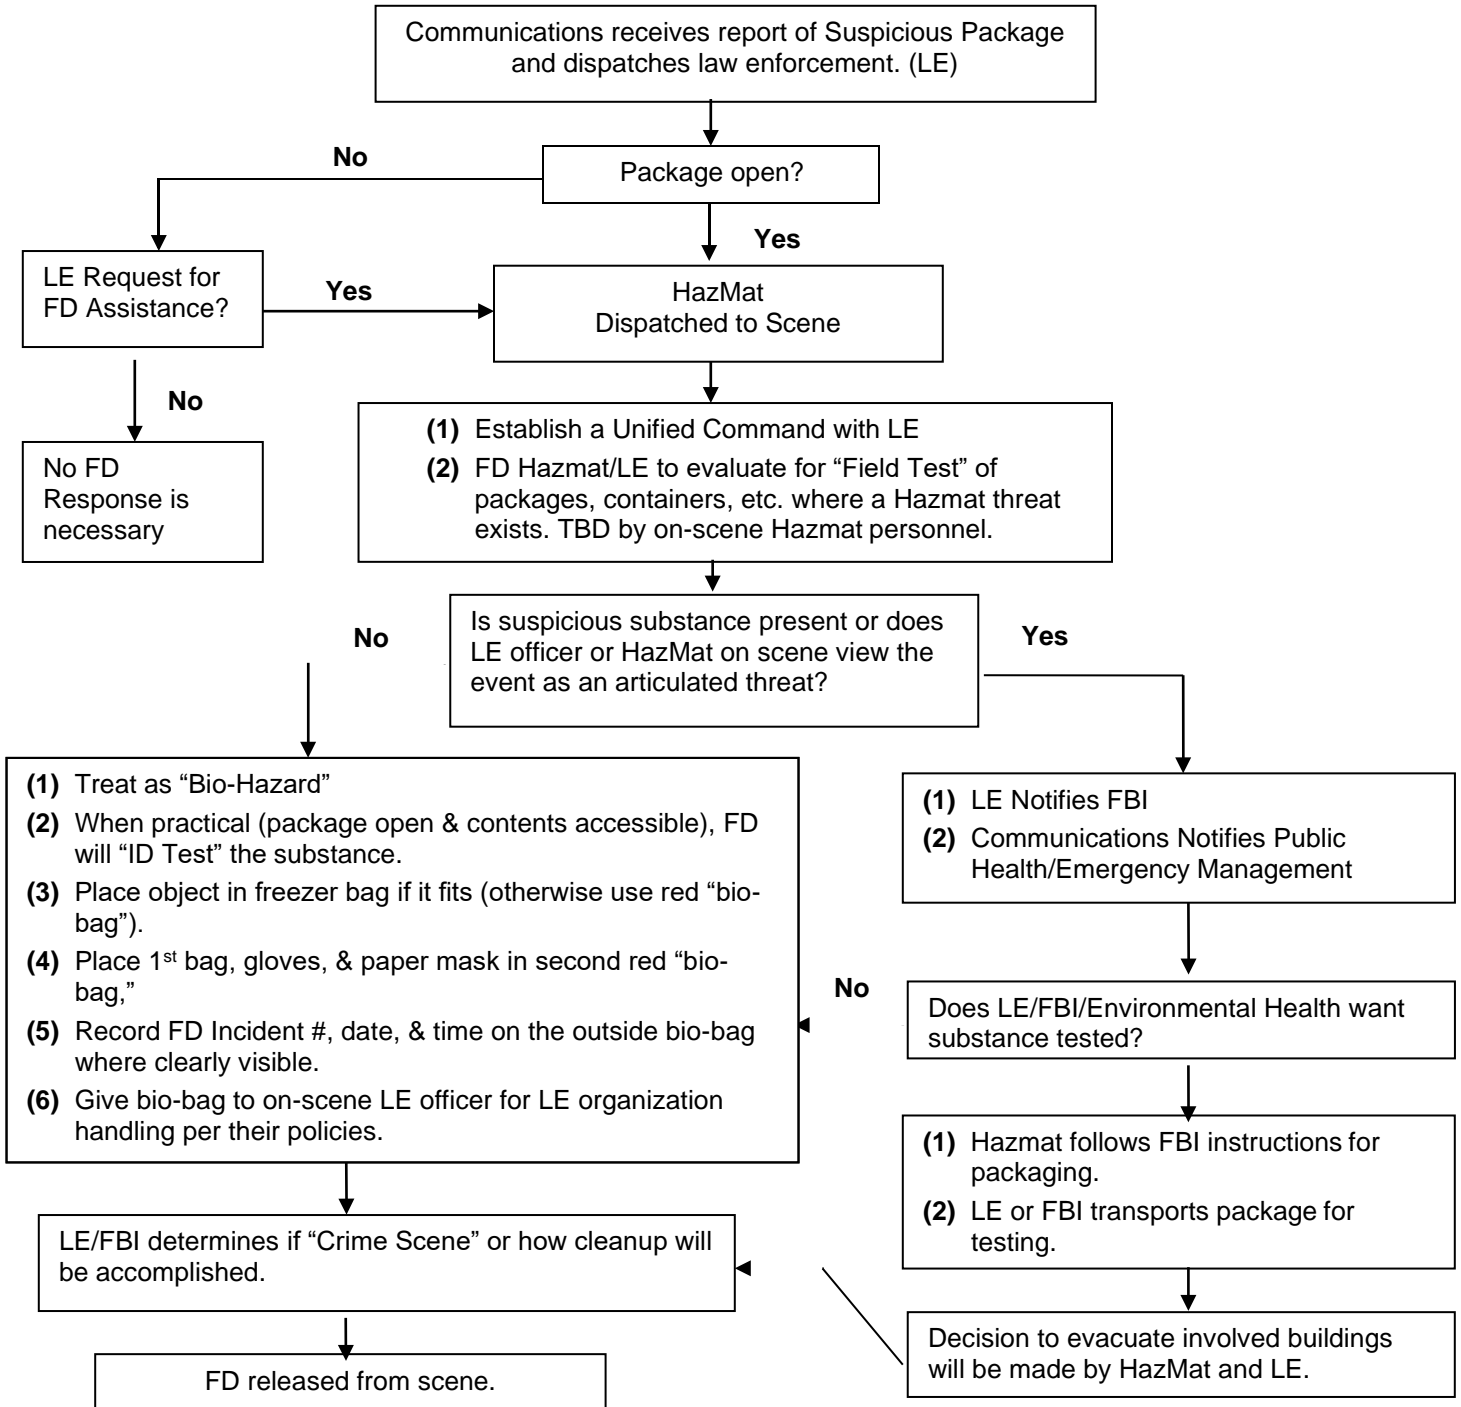 Communications receives report of Suspicious Package
and dispatches law enforcement. (LE)
No
Package open?
Yes
LE Request for
FD Assistance?
Yes
HazMat
Dispatched to Scene
No
No FD
Response is
necessary
(1) Establish a Unified Command with LE
(2) FD Hazmat/LE to evaluate for “Field Test” of
packages, containers, etc. where a Hazmat threat
exists. TBD by on-scene Hazmat personnel.
No
Is suspicious substance present or does
LE officer or HazMat on scene view the
event as an articulated threat?
Yes
(1) Treat as “Bio-Hazard”
(2) When practical (package open & contents accessible), FD
will “ID Test” the substance.
(3) Place object in freezer bag if it fits (otherwise use red “bio-
bag”).
(4) Place 1st bag, gloves, & paper mask in second red “bio-
bag,”
(5) Record FD Incident #, date, & time on the outside bio-bag
where clearly visible.
(6) Give bio-bag to on-scene LE officer for LE organization
handling per their policies.
(1) LE Notifies FBI
(2) Communications Notifies Public
Health/Emergency Management
No
Does LE/FBI/Environmental Health want
substance tested?
(1) Hazmat follows FBI instructions for
packaging.
(2) LE or FBI transports package for
testing.
LE/FBI determines if “Crime Scene” or how cleanup will
be accomplished.
Decision to evacuate involved buildings
will be made by HazMat and LE.
FD released from scene.